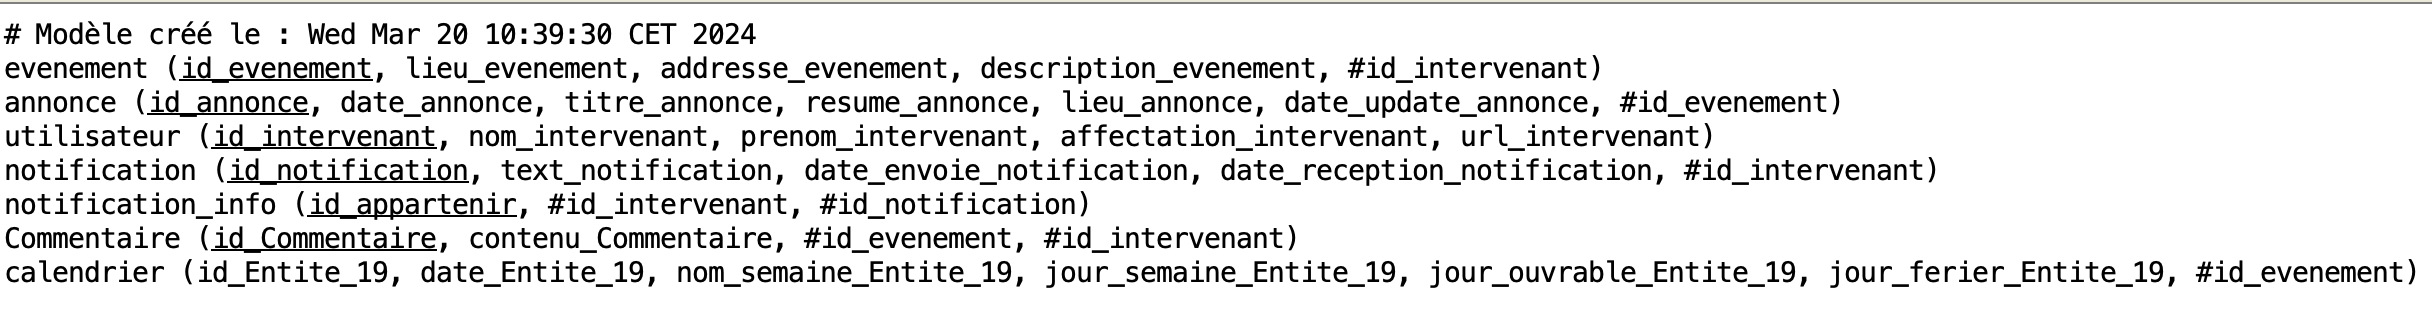 # Modèle créé le : Wed Mar 20 10:39:30 CET 2024
evenement (id_evenement, lieu_evenement, addresse_evenement, description_evenement, #id_intervenant)
annonce (id_annonce, date_annonce, titre_annonce, resume_annonce, lieu_annonce, date_update_annonce, #id_evenement)
utilisateur (id_intervenant, nom_intervenant, prenom_intervenant, affectation_intervenant, url_intervenant)
notification (id_notification, text_notification, date_envoie_notification, date_reception_notification, #id_intervenant)
notification_info (id_appartenir, #id_intervenant, #id_notification)
Commentaire (id_Commentaire, contenu_Commentaire, #id_evenement, #id_intervenant)
calendrier (id_Entite_19, date_Entite_19, nom_semaine_Entite_19, jour_semaine_Entite_19, jour_ouvrable_Entite_19, jour_ferier_Entite_19, #id_evenement)